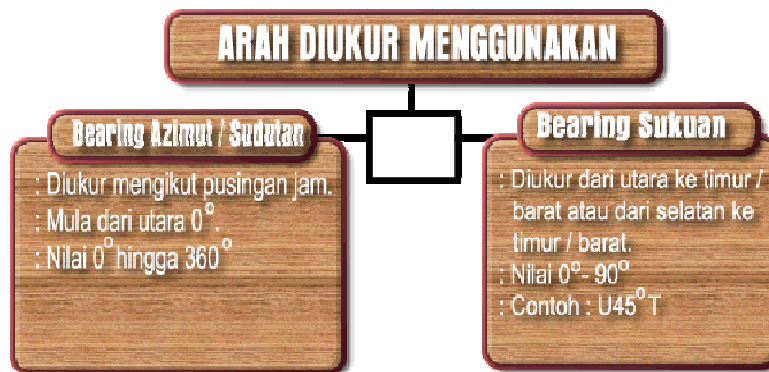 ARAH DIUKUR MENGGUNAKAN
Bearing Azimut / Sudutan
: Diukur mengikut pusingan jam.
: Mula dari utara 0°.
: Nilai 0° hingga 360°
Bearing Sukuan
: Diukur dari utara ke timur /
barat atau dari selatan ke
timur / barat.
: Nilai 0° - 90°
: Contoh : U45°T